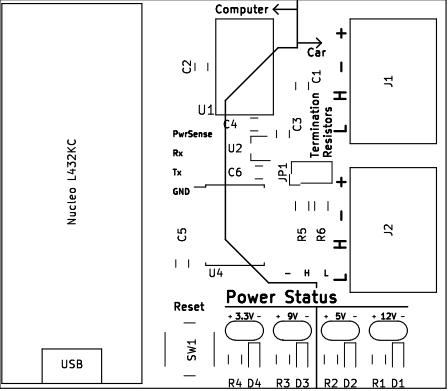 Computer
Car
C2
U1
C1
+
-
H
L
J1
C4
C3
Termination
Resistors
PwrSense
Rx
Tx
GND
U2
C6
JP1
Nucleo L432KC
C5
U4
R5
R6
+
-
H
L
J2
- H L
Power Status
Reset
+ 3.3V -
+ 9V -
+ 5V -
+ 12V -
SW1
USB
R4 D4
R3 D3
R2 D2
R1 D1